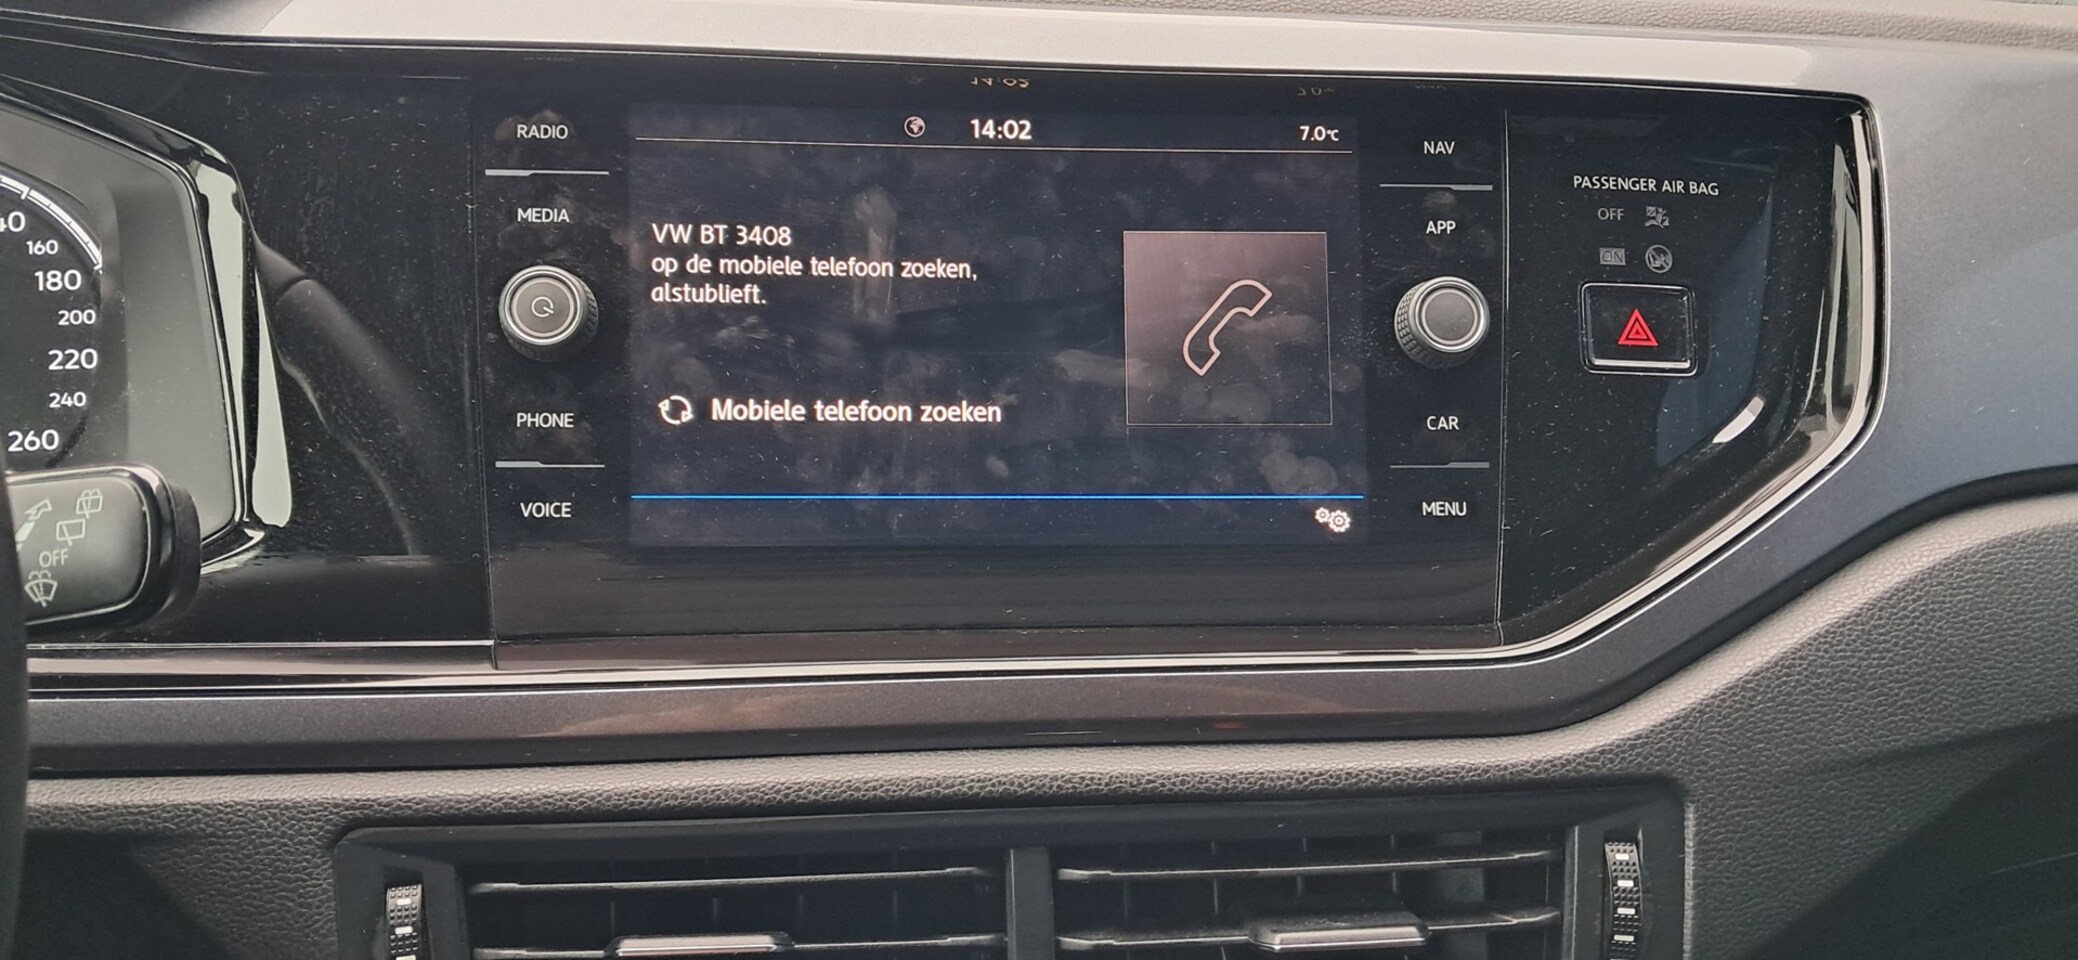 14:02
7.0℃
RADIO
MEDIA
PHONE
VOICE
VW BT 3408
op de mobiele telefoon zoeken,
alstublieft.
Mobiele telefoon zoeken
NAV
APP
CAR
MENU
PASSENGER AIR BAG
OFF
ON
160
180
200
220
240
260
OFF